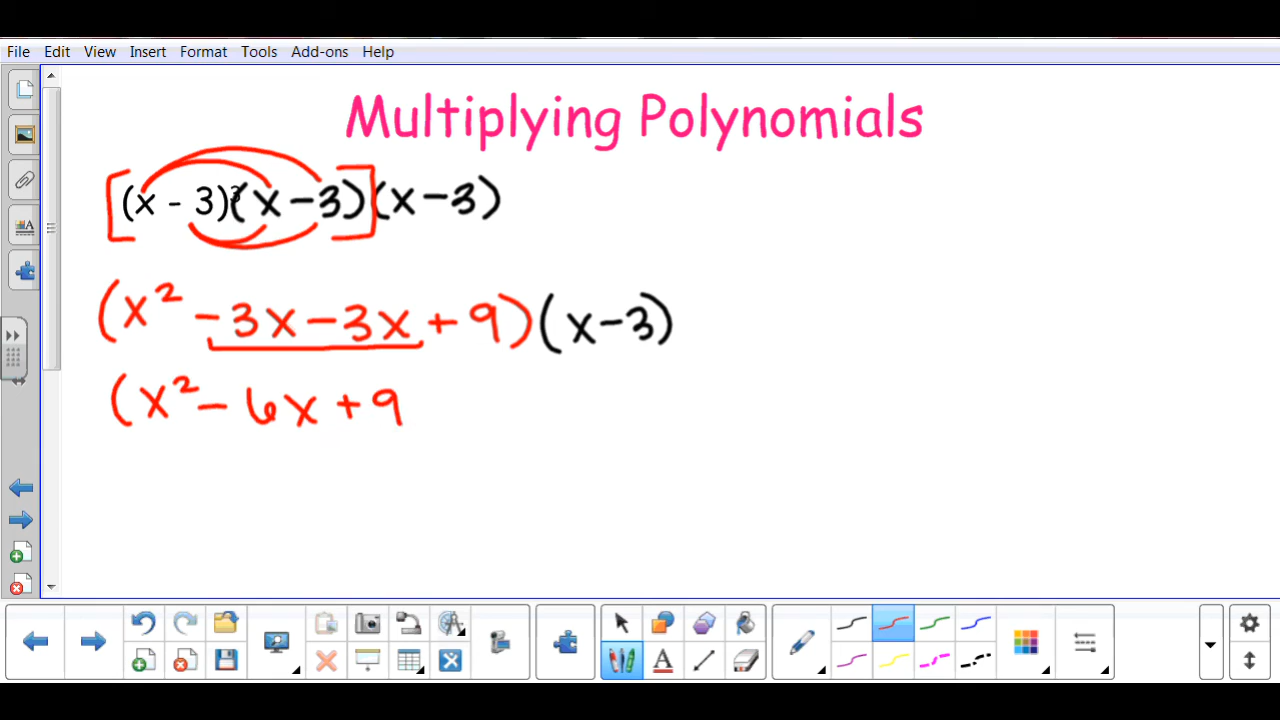 File Edit View Insert Format Tools Add-ons Help
Multiplying Polynomials
[(x - 3)³(x - 3)](x - 3)
(x² - 3x - 3x + 9)(x - 3)
(x² - 6x + 9